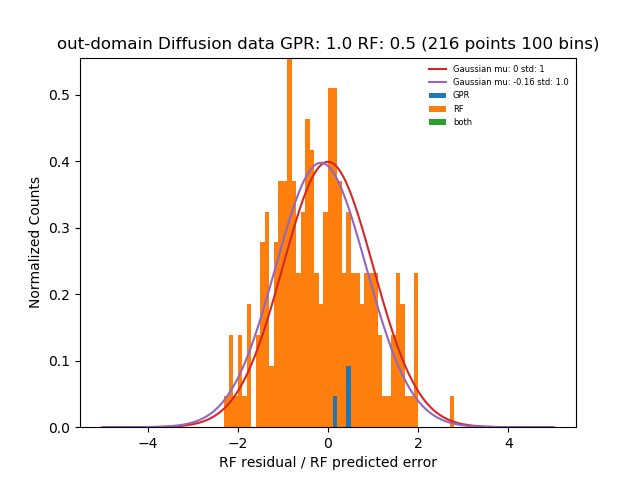 out-domain Diffusion data GPR: 1.0 RF: 0.5 (216 points 100 bins)
Gaussian mu: 0 std: 1
Gaussian mu: -0.16 std: 1.0
GPR
RF
both
Normalized Counts
0.5
0.4
0.3
0.2
0.1
0.0
−4 −2 0 2 4
RF residual / RF predicted error